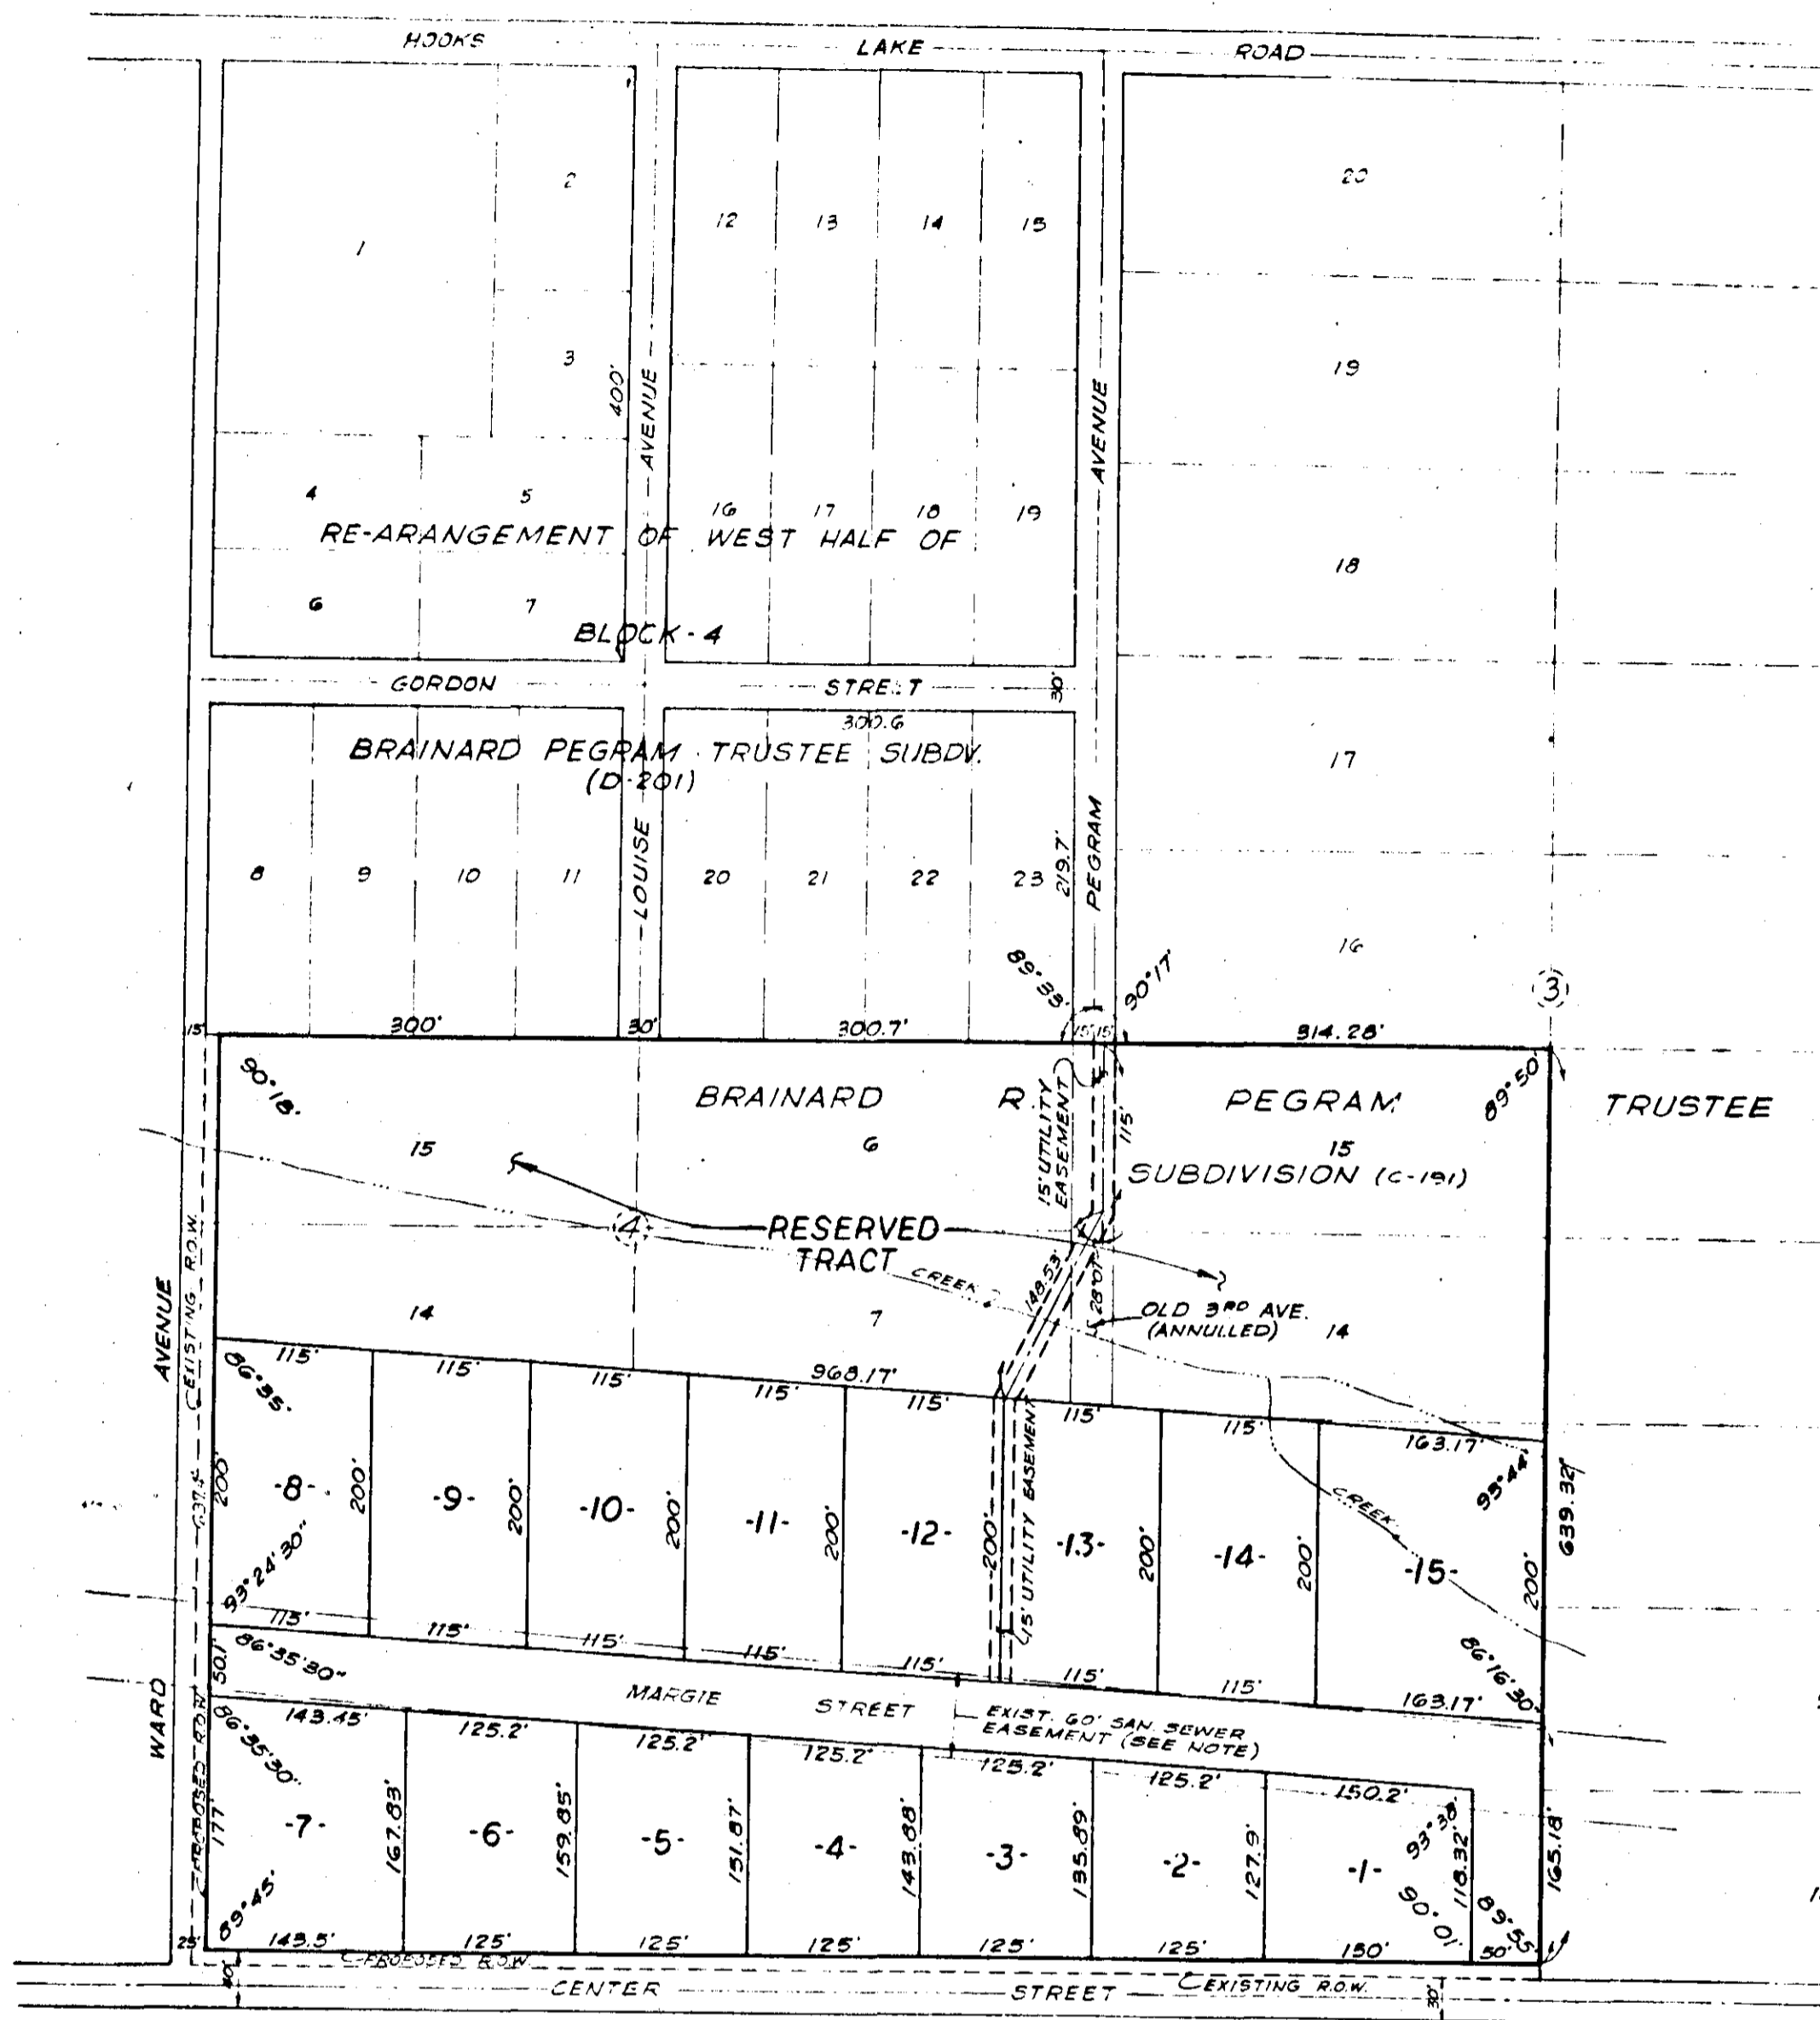 HOOKS LAKE ROAD
1
2
3
12 13 14 15
20
19
400'
AVENUE
AVENUE
4 5
16 17 18 19
RE-ARANGEMENT OF WEST HALF OF
18
6 7
BLOCK-4
GORDON STREET
30'
300.6
BRAINARD PEGRAM TRUSTEE SUBDV.
(D-201)
17
LOUISE
PEGRAM
219.7'
8 9 10 11
20 21 22 23
16
89°33'
90°17'
3
15'
300'
30'
300.7'
15' 15'
314.28'
90°18'
BRAINARD R. PEGRAM TRUSTEE
89°50'
15' UTILITY
EASEMENT
115'
15
6
15
SUBDIVISION (C-191)
4
RESERVED
TRACT
CREEK
148.53'
28°01'
OLD 3RD AVE.
(ANNULLED)
14
7
14
AVENUE
EXISTING R.O.W.
115' 115' 115' 115' 115' 115' 115' 163.17'
968.17'
86°35'
95°44'
639.32'
637.4'
200' 200' 200' 200' 200' 200' 200' 200' 200'
-8- -9- -10- -11- -12- -13- -14- -15-
15' UTILITY EASEMENT
CREEK
93°24'30"
86°16'30"
115' 115' 115' 115' 115' 115' 115' 163.17'
50.1'
86°35'30"
MARGIE STREET
EXIST. 60' SAN. SEWER
EASEMENT (SEE NOTE)
WARD
PROPOSED R.O.W.
86°35'30"
143.45' 125.2' 125.2' 125.2' 125.2' 125.2' 150.2'
177'
-7- 167.83' -6- 159.85' -5- 151.87' -4- 143.88' -3- 135.89' -2- 127.9' -1- 118.32'
93°38'
165.18'
89°45'
90°01'
89°55'
25'
143.5' 125' 125' 125' 125' 125' 150' 50'
PROPOSED R.O.W.
40'
CENTER STREET
EXISTING R.O.W.
30'